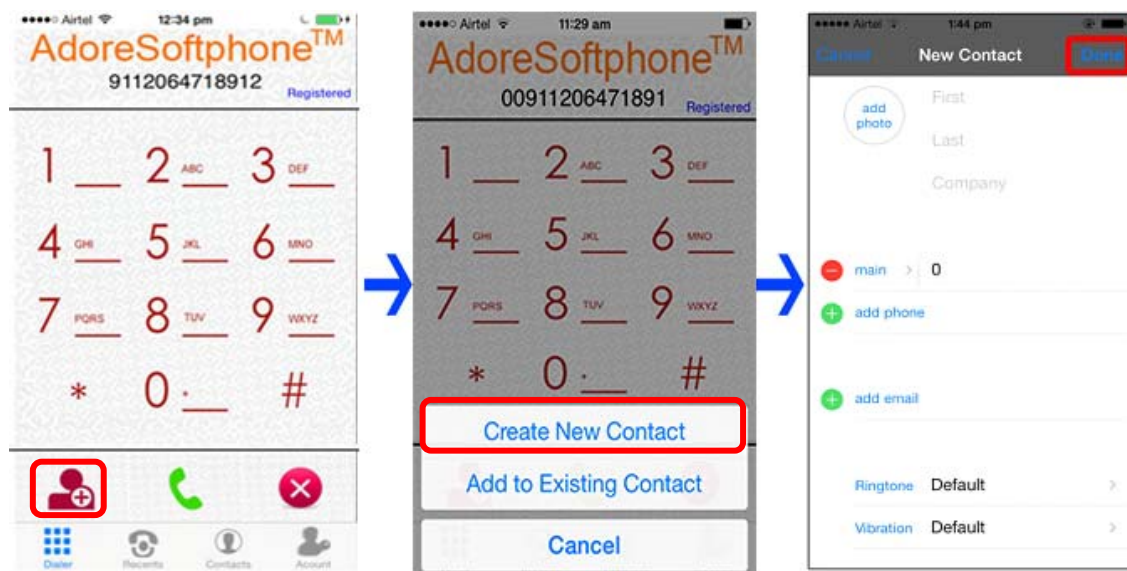 Airtel 12:34 pm
AdoreSoftphone™
9112064718912
Registered
1 2 ABC 3 DEF
4 GHI 5 JKL 6 MNO
7 PQRS 8 TUV 9 WXYZ
* 0 + #
Dialer Recents Contacts Acount
Airtel 11:29 am
AdoreSoftphone™
00911206471891
Registered
1 2 ABC 3 DEF
4 GHI 5 JKL 6 MNO
7 PQRS 8 TUV 9 WXYZ
* 0 + #
Create New Contact
Add to Existing Contact
Cancel
Airtel 1:44 pm
Cancel New Contact Done
add
photo
First
Last
Company
main > 0
add phone
add email
Ringtone Default >
Vibration Default >